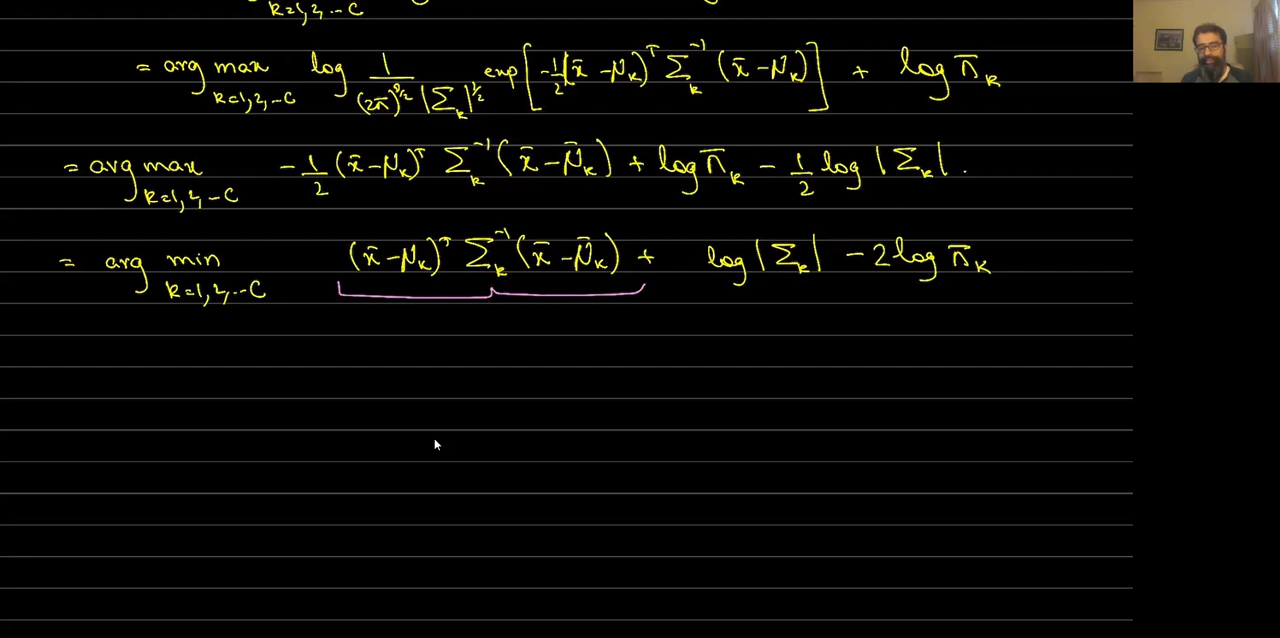 k=1,2,--C
= arg max k=1,2,--C log 1/((2π)^{D/2} |Σ_k|^{1/2}) exp[-1/2 (x̄ - μ_k)^T Σ_k^{-1} (x̄ - μ_k)] + log π_k
= arg max k=1,2,--C -1/2 (x̄ - μ_k)^T Σ_k^{-1} (x̄ - μ̄_k) + log π_k - 1/2 log |Σ_k| .
= arg min k=1,2,--C (x̄ - μ_k)^T Σ_k^{-1} (x̄ - μ̄_k) + log |Σ_k| - 2 log π_k